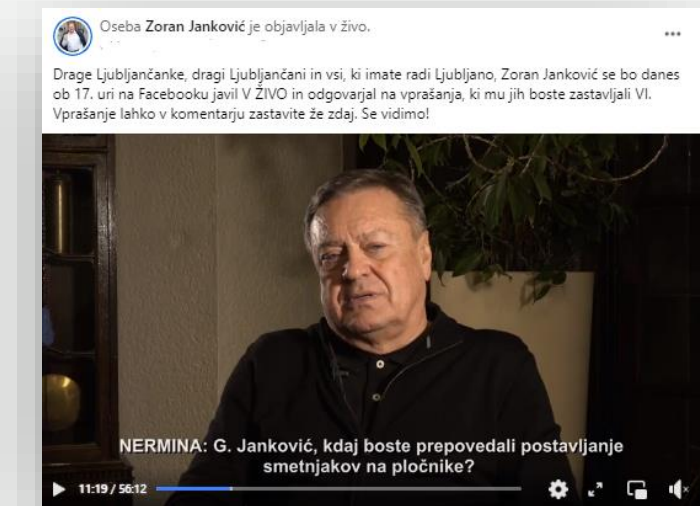 Oseba Zoran Janković je objavljala v živo.
Drage Ljubljančanke, dragi Ljubljančani in vsi, ki imate radi Ljubljano, Zoran Janković se bo danes
ob 17. uri na Facebooku javil V ŽIVO in odgovarjal na vprašanja, ki mu jih boste zastavljali VI.
Vprašanje lahko v komentarju zastavite že zdaj. Se vidimo!
NERMINA: G. Janković, kdaj boste prepovedali postavljanje
smetnjakov na pločnike?
11:19 / 56:12